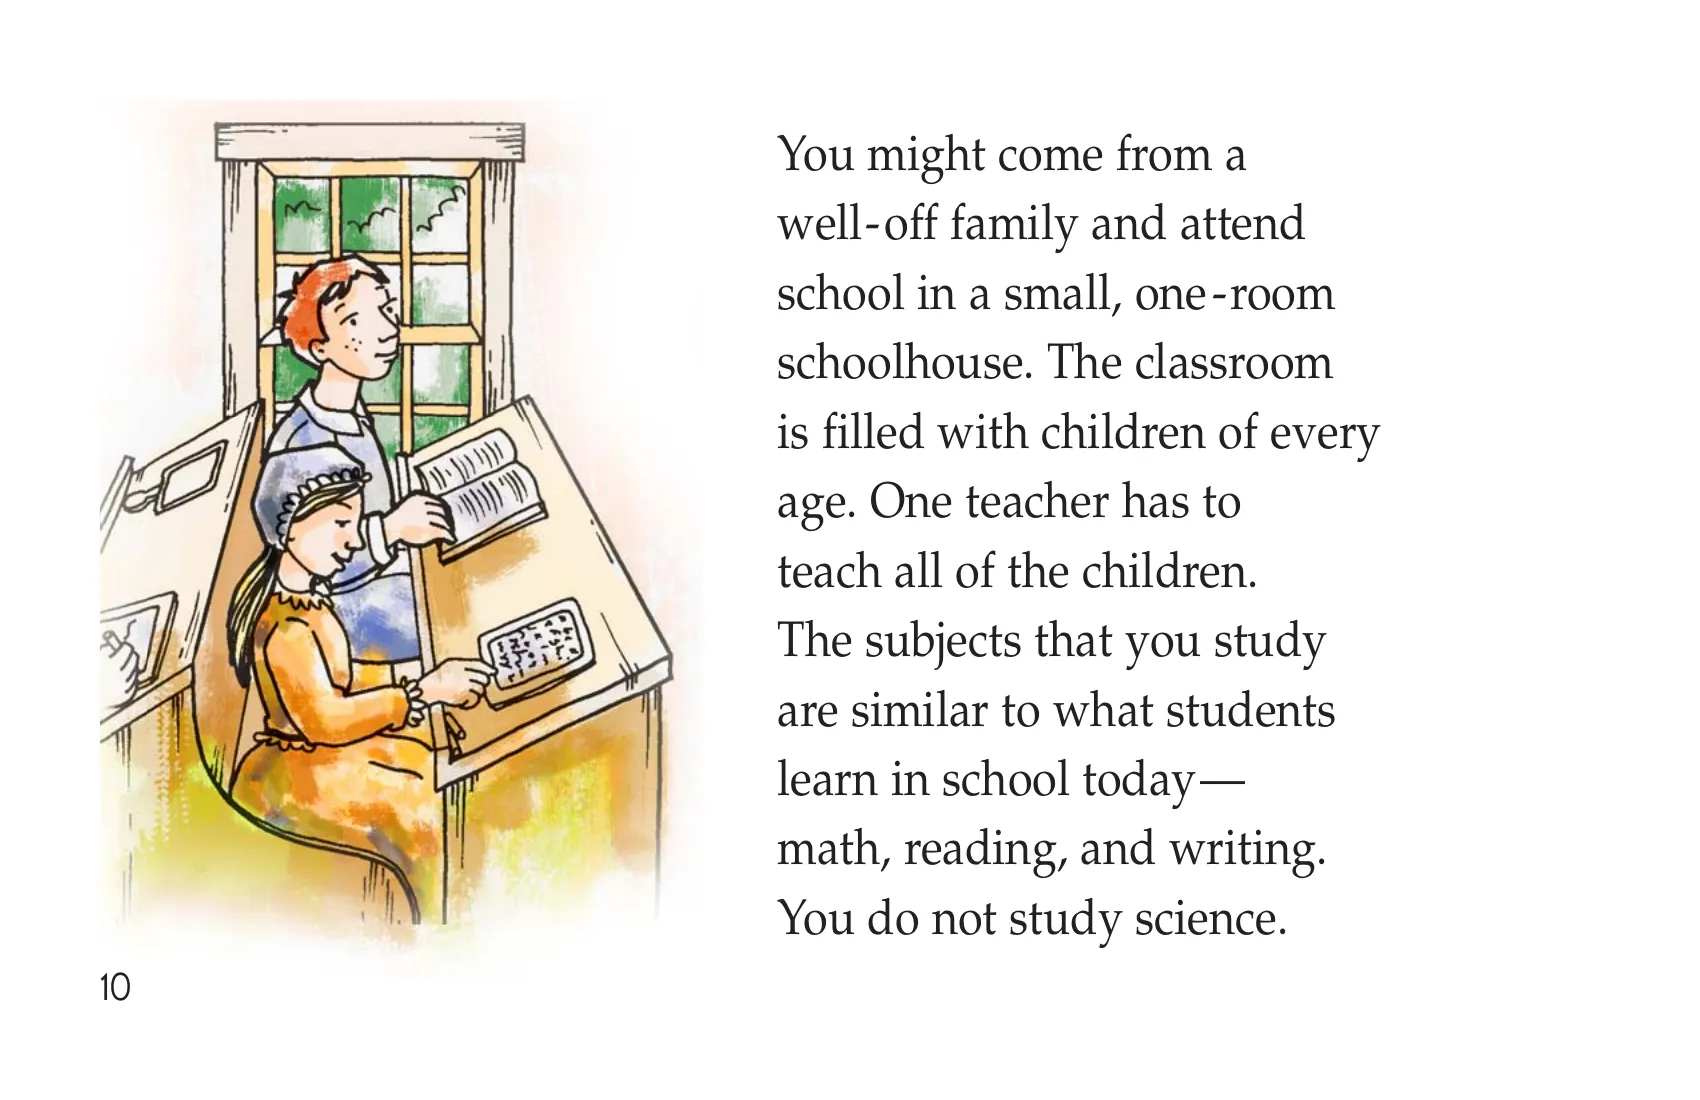 You might come from a
well-off family and attend
school in a small, one-room
schoolhouse. The classroom
is filled with children of every
age. One teacher has to
teach all of the children.
The subjects that you study
are similar to what students
learn in school today—
math, reading, and writing.
You do not study science.
10